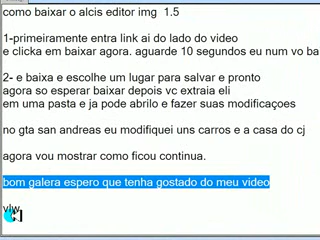 como baixar o alcis editor img 1.5
1-primeiramente entra link ai do lado do video
e clicka em baixar agora. aguarde 10 segundos eu num vo ba
2- e baixa e escolhe um lugar para salvar e pronto
agora so esperar baixar depois vc extraia eli
em uma pasta e ja pode abrilo e fazer suas modificaçoes
no gta san andreas eu modifiquei uns carros e a casa do cj
agora vou mostrar como ficou continua.
bom galera espero que tenha gostado do meu video
vlw